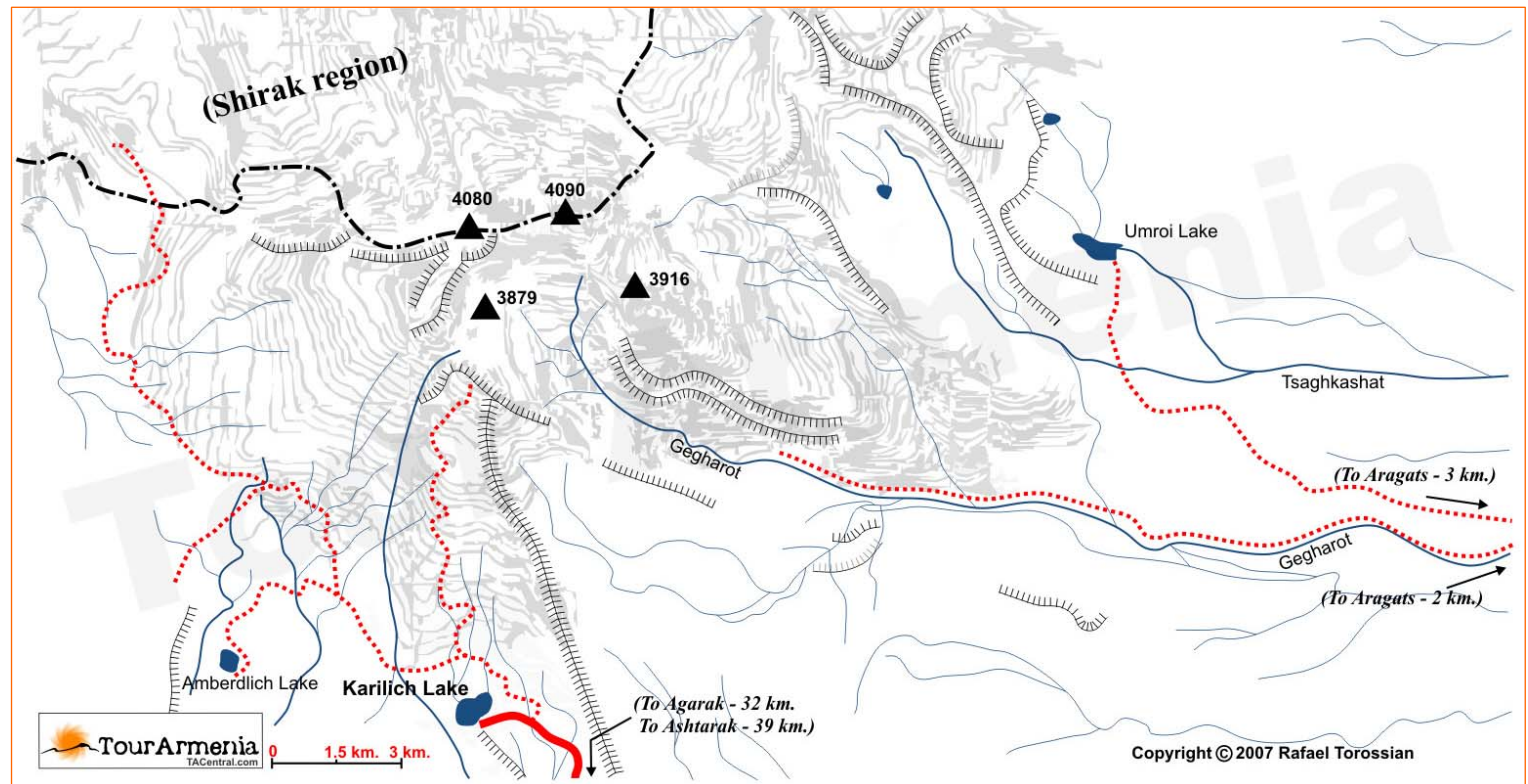 (Shirak region)
4080
4090
3916
3879
Umroi Lake
Tsaghkashat
Gegharot
(To Aragats - 3 km.)
Gegharot
(To Aragats - 2 km.)
Amberdlich Lake
Karilich Lake
(To Agarak - 32 km.
To Ashtarak - 39 km.)
TourArmenia
TACentral.com
0 1.5 km. 3 km.
Copyright © 2007 Rafael Torossian